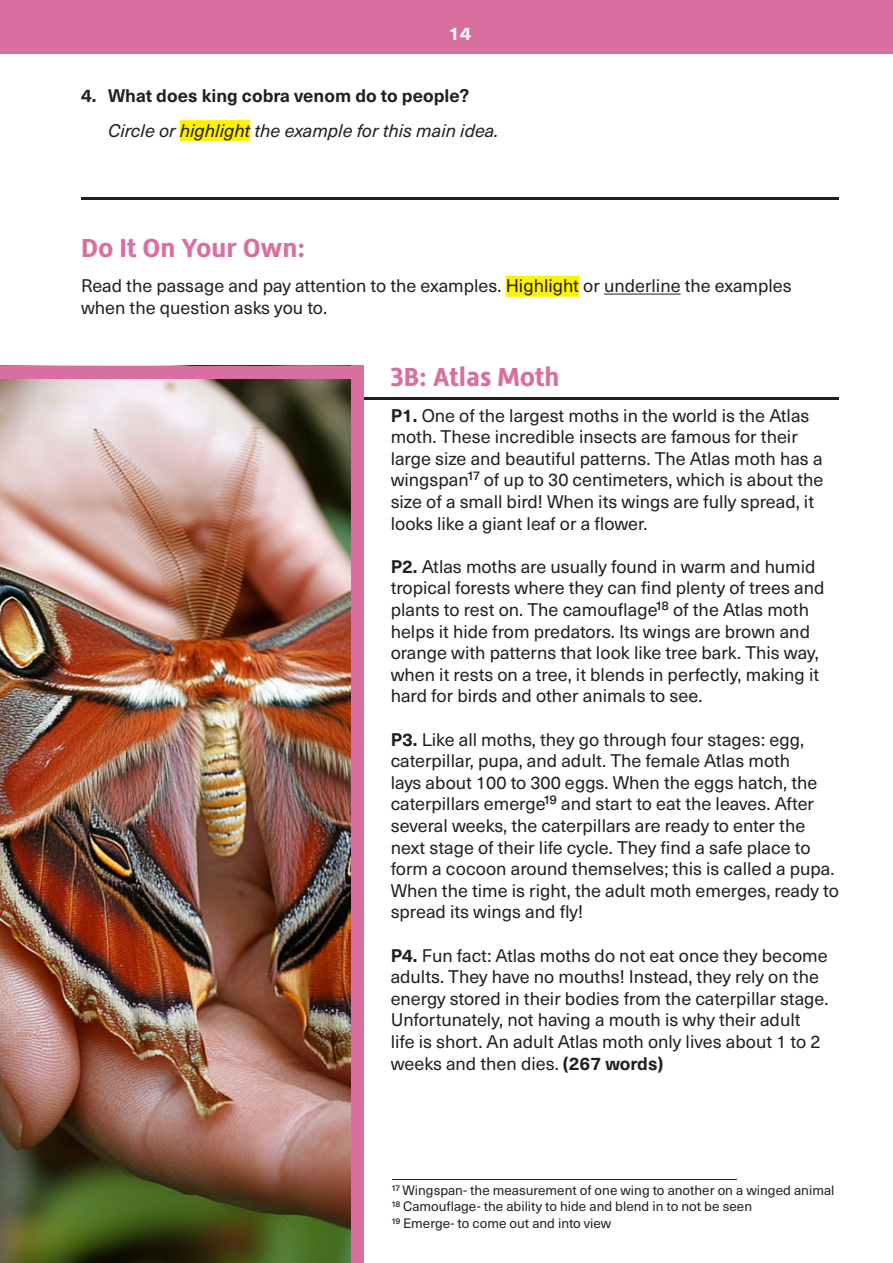 14
4. What does king cobra venom do to people?
Circle or highlight the example for this main idea.
Do It On Your Own:
Read the passage and pay attention to the examples. Highlight or underline the examples
when the question asks you to.
3B: Atlas Moth
P1. One of the largest moths in the world is the Atlas
moth. These incredible insects are famous for their
large size and beautiful patterns. The Atlas moth has a
wingspan¹⁷ of up to 30 centimeters, which is about the
size of a small bird! When its wings are fully spread, it
looks like a giant leaf or a flower.
P2. Atlas moths are usually found in warm and humid
tropical forests where they can find plenty of trees and
plants to rest on. The camouflage¹⁸ of the Atlas moth
helps it hide from predators. Its wings are brown and
orange with patterns that look like tree bark. This way,
when it rests on a tree, it blends in perfectly, making it
hard for birds and other animals to see.
P3. Like all moths, they go through four stages: egg,
caterpillar, pupa, and adult. The female Atlas moth
lays about 100 to 300 eggs. When the eggs hatch, the
caterpillars emerge¹⁹ and start to eat the leaves. After
several weeks, the caterpillars are ready to enter the
next stage of their life cycle. They find a safe place to
form a cocoon around themselves; this is called a pupa.
When the time is right, the adult moth emerges, ready to
spread its wings and fly!
P4. Fun fact: Atlas moths do not eat once they become
adults. They have no mouths! Instead, they rely on the
energy stored in their bodies from the caterpillar stage.
Unfortunately, not having a mouth is why their adult
life is short. An adult Atlas moth only lives about 1 to 2
weeks and then dies. (267 words)
¹⁷ Wingspan- the measurement of one wing to another on a winged animal
¹⁸ Camouflage- the ability to hide and blend in to not be seen
¹⁹ Emerge- to come out and into view